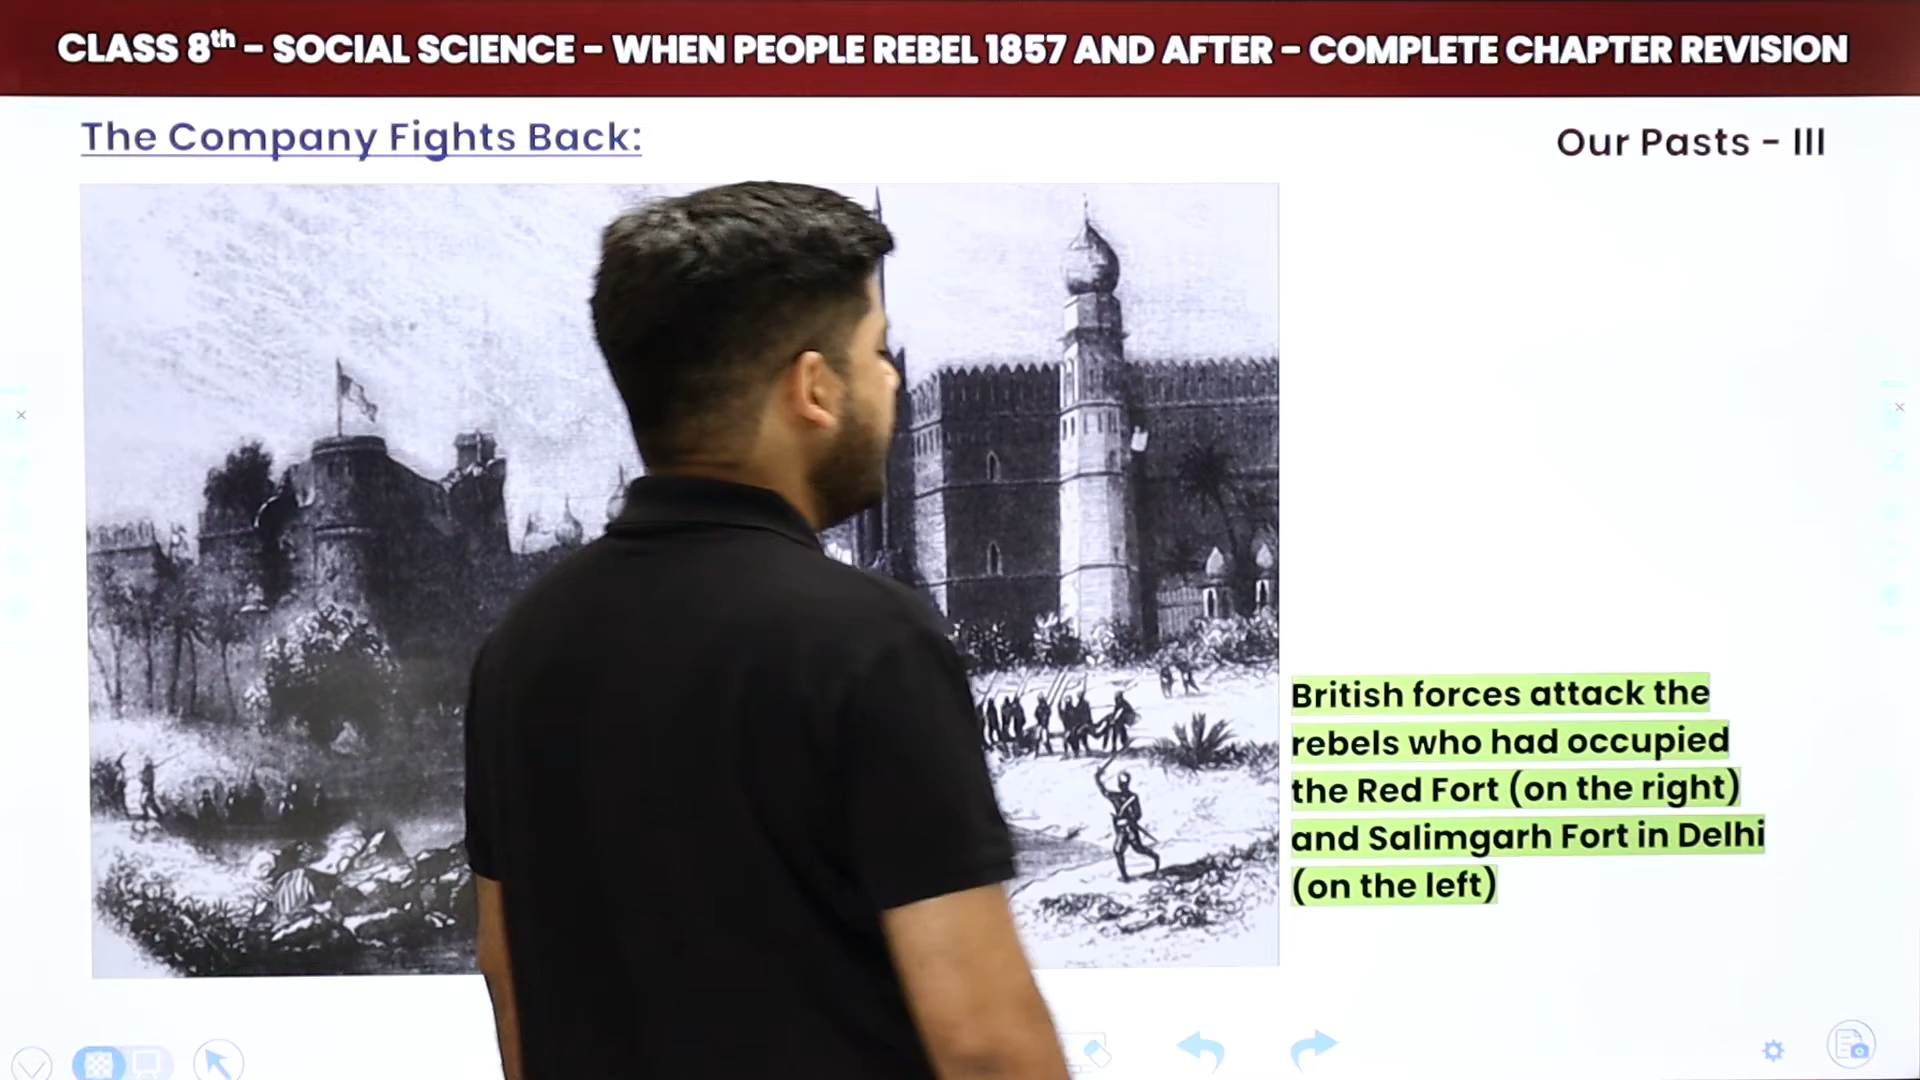 CLASS 8th - SOCIAL SCIENCE - WHEN PEOPLE REBEL 1857 AND AFTER - COMPLETE CHAPTER REVISION
The Company Fights Back:
Our Pasts - III
British forces attack the
rebels who had occupied
the Red Fort (on the right)
and Salimgarh Fort in Delhi
(on the left)